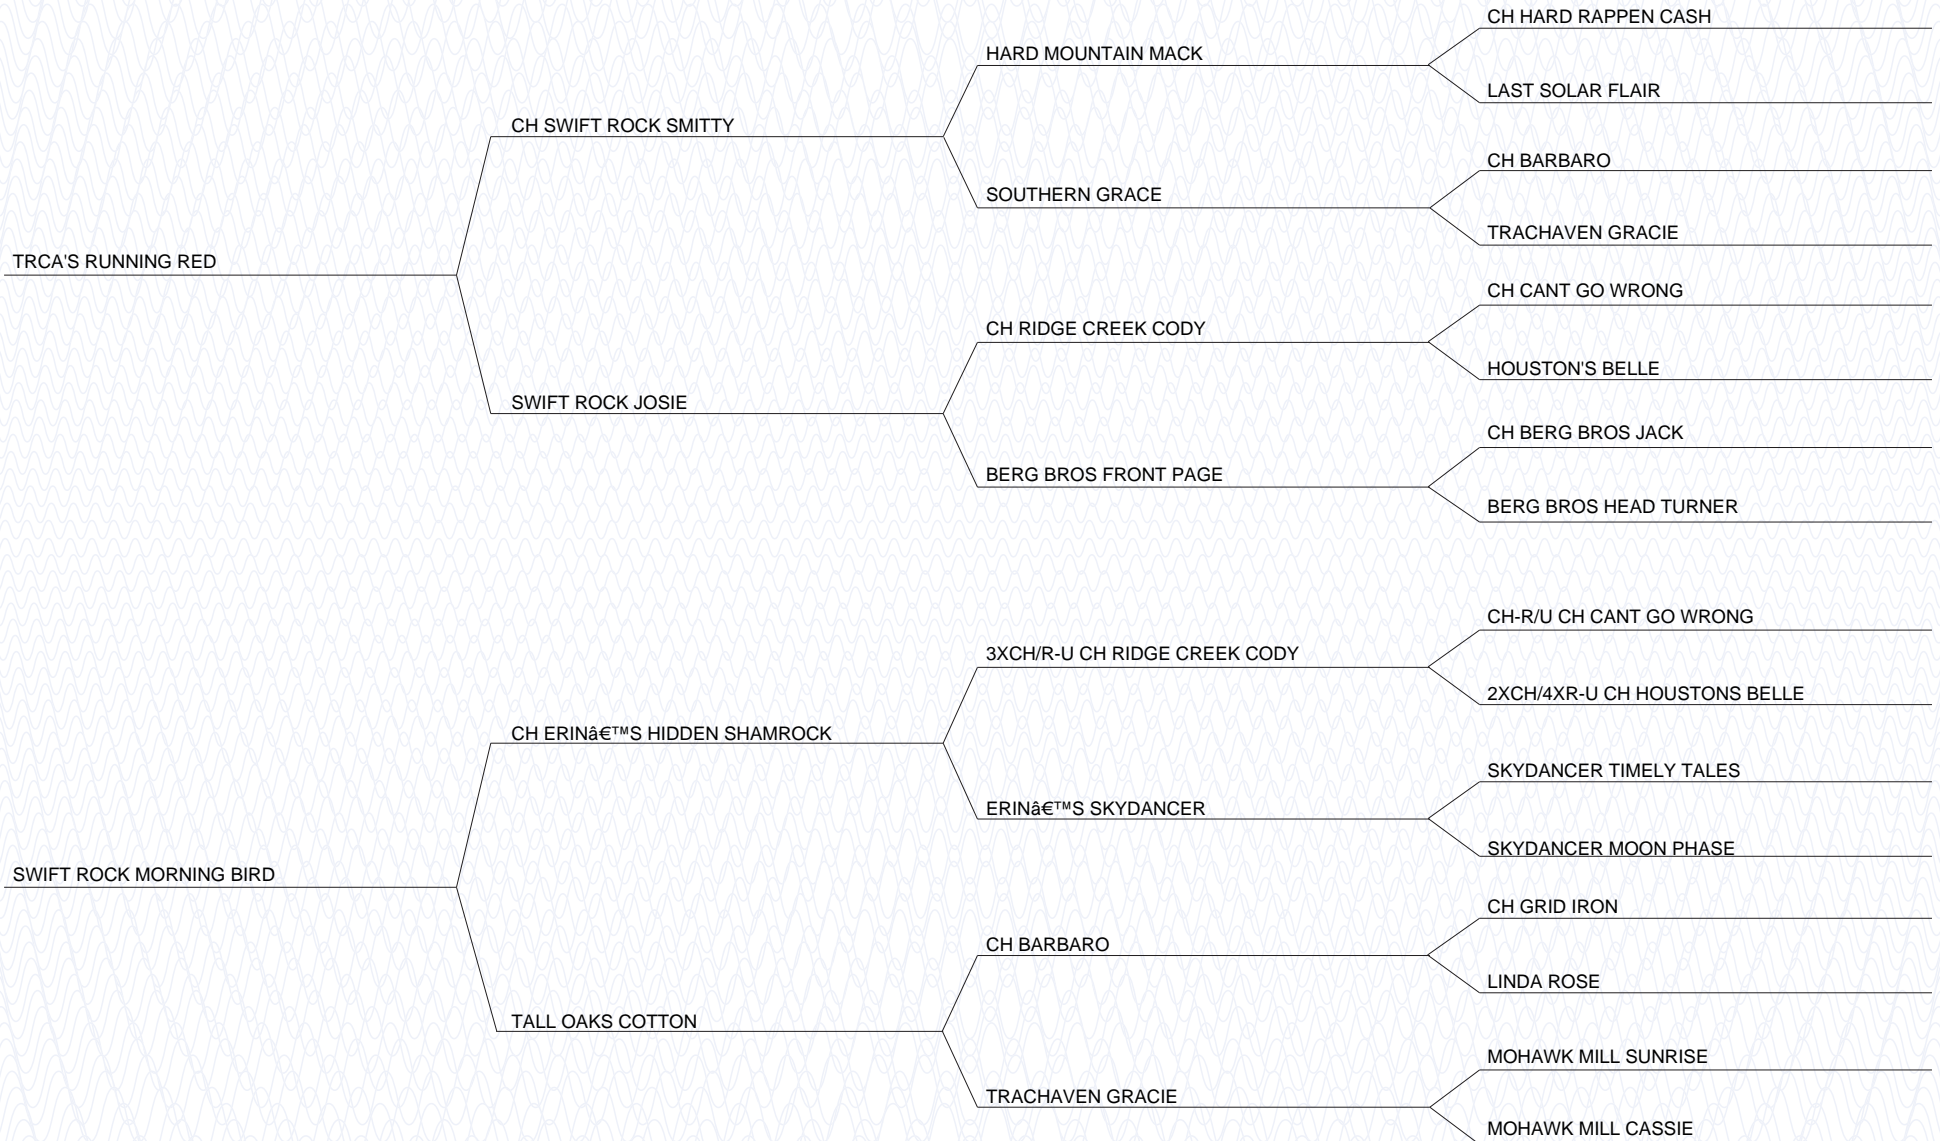 CH HARD RAPPEN CASH
HARD MOUNTAIN MACK
LAST SOLAR FLAIR
CH SWIFT ROCK SMITTY
CH BARBARO
SOUTHERN GRACE
TRACHAVEN GRACIE
TRCA'S RUNNING RED
CH CANT GO WRONG
CH RIDGE CREEK CODY
HOUSTON'S BELLE
SWIFT ROCK JOSIE
CH BERG BROS JACK
BERG BROS FRONT PAGE
BERG BROS HEAD TURNER
CH-R/U CH CANT GO WRONG
3XCH/R-U CH RIDGE CREEK CODY
2XCH/4XR-U CH HOUSTONS BELLE
CH ERINâ€™S HIDDEN SHAMROCK
SKYDANCER TIMELY TALES
ERINâ€™S SKYDANCER
SKYDANCER MOON PHASE
SWIFT ROCK MORNING BIRD
CH GRID IRON
CH BARBARO
LINDA ROSE
TALL OAKS COTTON
MOHAWK MILL SUNRISE
TRACHAVEN GRACIE
MOHAWK MILL CASSIE